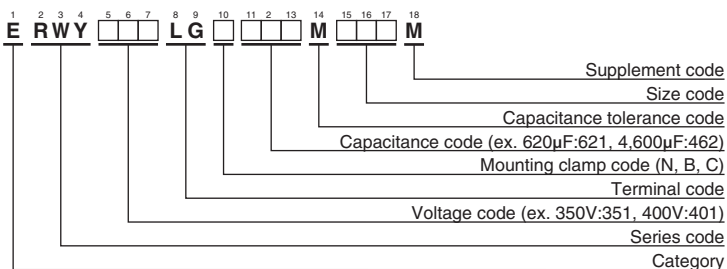 1 2 3 4 5 6 7 8 9 10 11 2 13 14 15 16 17 18
E RWY □□□ LG □ □□□ M □□□ M
Supplement code
Size code
Capacitance tolerance code
Capacitance code (ex. 620µF:621, 4,600µF:462)
Mounting clamp code (N, B, C)
Terminal code
Voltage code (ex. 350V:351, 400V:401)
Series code
Category